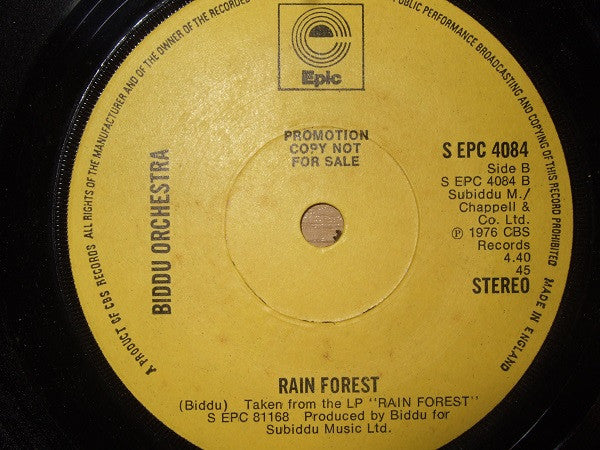 Epic
PROMOTION
COPY NOT
FOR SALE
BIDDU ORCHESTRA
S EPC 4084
Side B
S EPC 4084 B
Subiddu M./
Chappell &
Co. Ltd.
Ⓟ 1976 CBS
Records
4.40
45
STEREO
RAIN FOREST
(Biddu) Taken from the LP "RAIN FOREST"
S EPC 81168 Produced by Biddu for
Subiddu Music Ltd.
A PRODUCT OF CBS RECORDS ALL RIGHTS OF THE MANUFACTURER AND OF THE OWNER OF THE RECORDED
PUBLIC PERFORMANCE BROADCASTING AND COPYING OF THIS RECORD PROHIBITED MADE IN ENGLAND